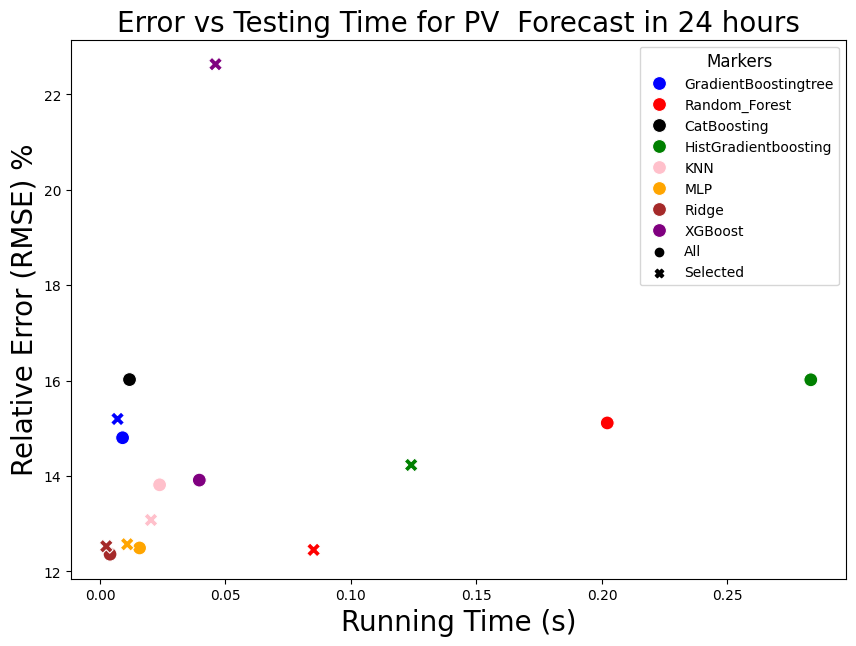 Error vs Testing Time for PV  Forecast in 24 hours
Markers
GradientBoostingtree
Random_Forest
CatBoosting
HistGradientboosting
KNN
MLP
Ridge
XGBoost
All
Selected
Relative Error (RMSE) %
22
20
18
16
14
12
0.00 0.05 0.10 0.15 0.20 0.25
Running Time (s)